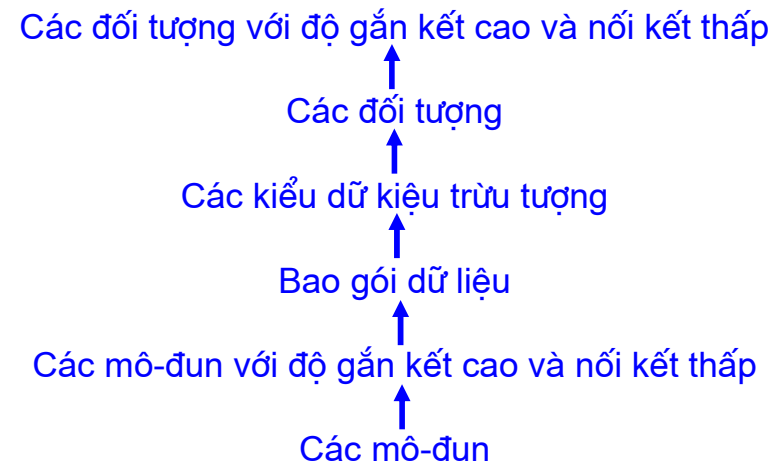 Các đối tượng với độ gắn kết cao và nối kết thấp
Các đối tượng
Các kiểu dữ kiệu trừu tượng
Bao gói dữ liệu
Các mô-đun với độ gắn kết cao và nối kết thấp
Các mô-đun